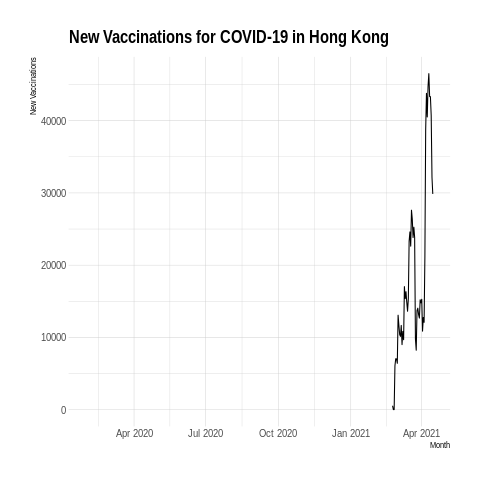 New Vaccinations for COVID-19 in Hong Kong
New Vaccinations
40000
30000
20000
10000
0
Apr 2020 Jul 2020 Oct 2020 Jan 2021 Apr 2021
Month